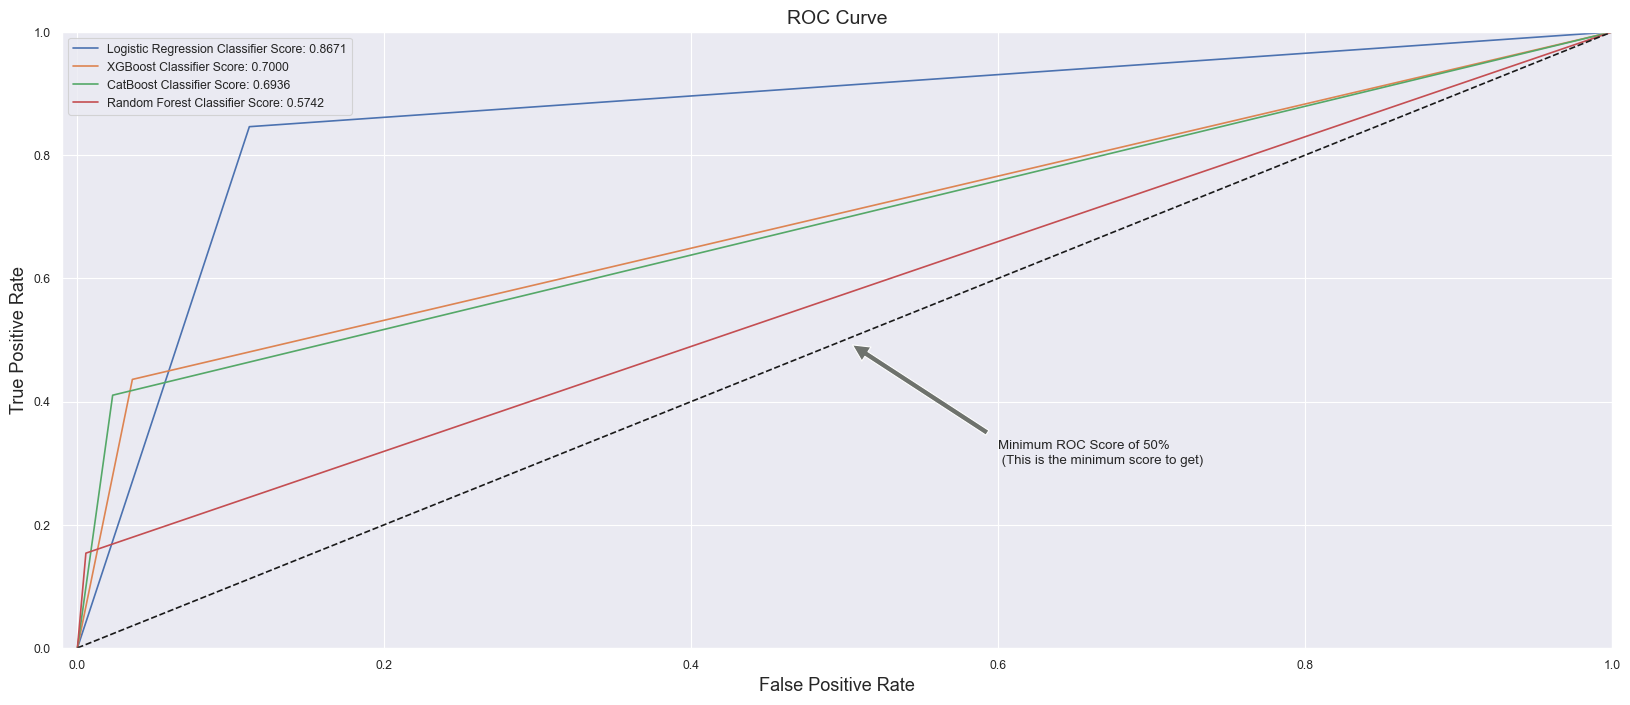 ROC Curve
Logistic Regression Classifier Score: 0.8671
XGBoost Classifier Score: 0.7000
CatBoost Classifier Score: 0.6936
Random Forest Classifier Score: 0.5742
1.0
0.8
0.6
0.4
0.2
0.0
True Positive Rate
Minimum ROC Score of 50%
(This is the minimum score to get)
0.0 0.2 0.4 0.6 0.8 1.0
False Positive Rate